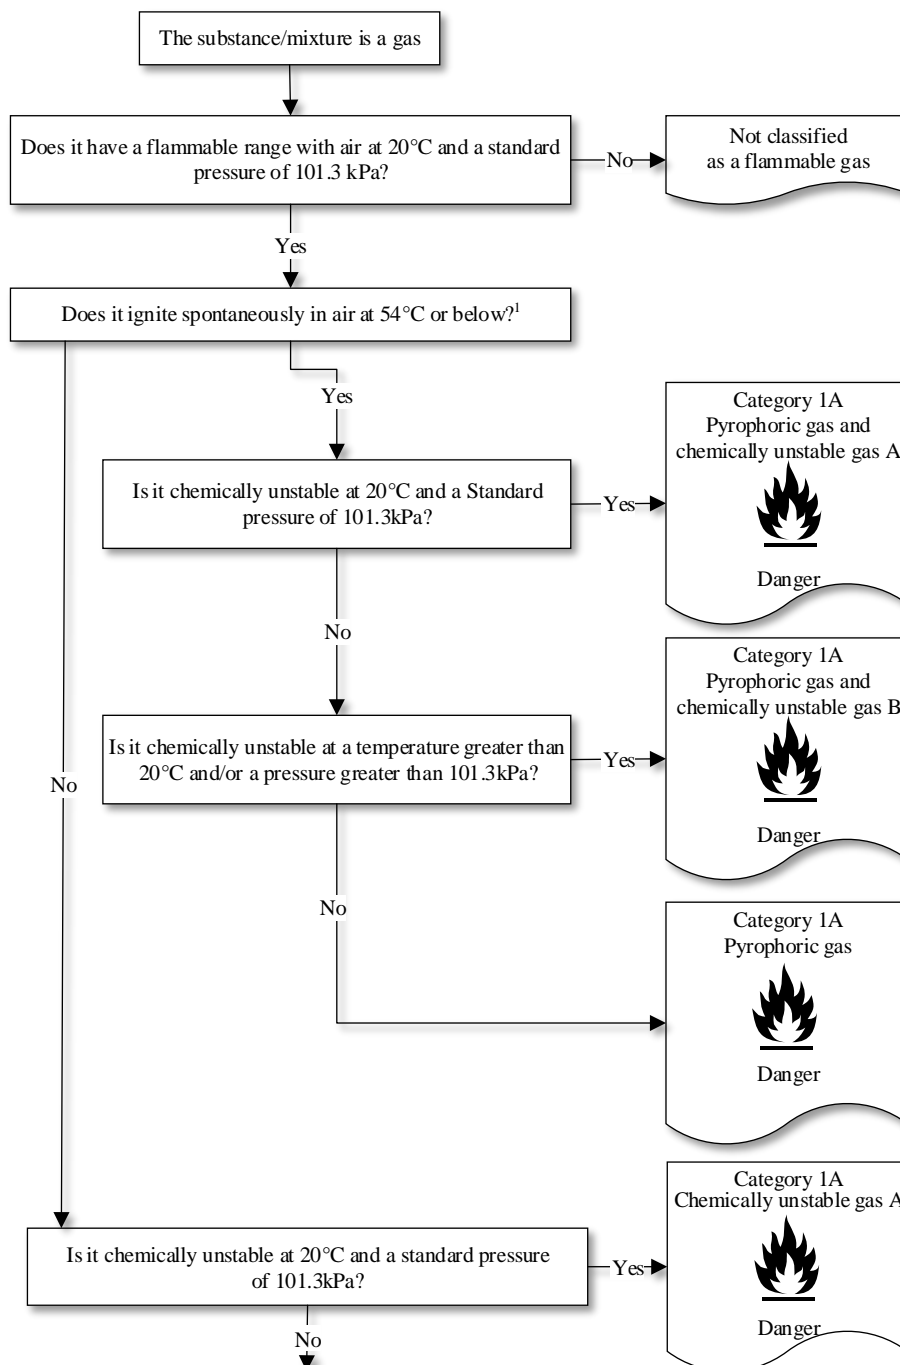 The substance/mixture is a gas
Does it have a flammable range with air at 20°C and a standard
pressure of 101.3 kPa?
No
Not classified
as a flammable gas
Yes
Does it ignite spontaneously in air at 54°C or below?¹
Yes
Category 1A
Pyrophoric gas and
chemically unstable gas A
Danger
Is it chemically unstable at 20°C and a Standard
pressure of 101.3kPa?
Yes
No
Category 1A
Pyrophoric gas and
chemically unstable gas B
Danger
Is it chemically unstable at a temperature greater than
20°C and/or a pressure greater than 101.3kPa?
Yes
No
No
Category 1A
Pyrophoric gas
Danger
Category 1A
Chemically unstable gas A
Danger
Is it chemically unstable at 20°C and a standard pressure
of 101.3kPa?
Yes
No